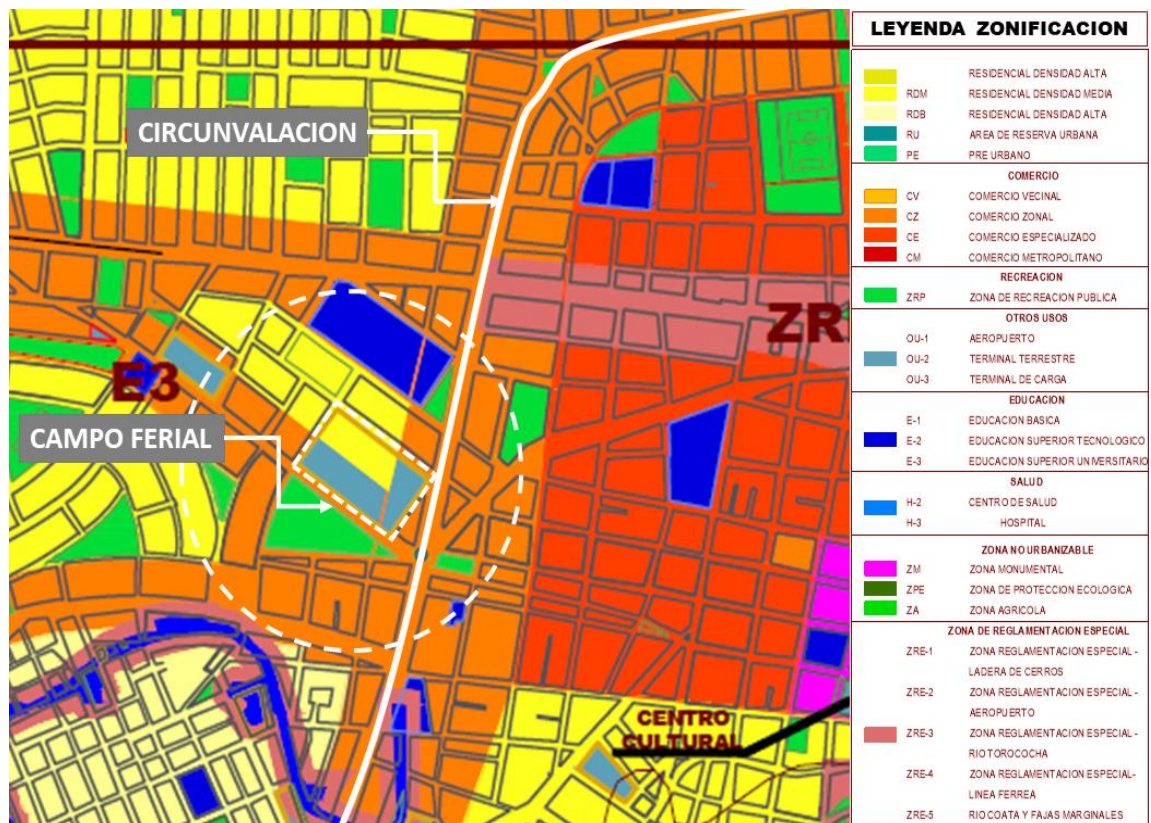 CIRCUNVALACION
ZR
E3
CAMPO FERIAL
CENTRO
CULTURAL
LEYENDA ZONIFICACION
RESIDENCIAL DENSIDAD ALTA
RDM RESIDENCIAL DENSIDAD MEDIA
RDB RESIDENCIAL DENSIDAD ALTA
RU AREA DE RESERVA URBANA
PE PRE URBANO
COMERCIO
CV COMERCIO VECINAL
CZ COMERCIO ZONAL
CE COMERCIO ESPECIALIZADO
CM COMERCIO METROPOLITANO
RECREACION
ZRP ZONA DE RECREACION PUBLICA
OTROS USOS
OU-1 AEROPUERTO
OU-2 TERMINAL TERRESTRE
OU-3 TERMINAL DE CARGA
EDUCACION
E-1 EDUCACION BASICA
E-2 EDUCACION SUPERIOR TECNOLOGICO
E-3 EDUCACION SUPERIOR UNIVERSITARIO
SALUD
H-2 CENTRO DE SALUD
H-3 HOSPITAL
ZONA NO URBANIZABLE
ZM ZONA MONUMENTAL
ZPE ZONA DE PROTECCION ECOLOGICA
ZA ZONA AGRICOLA
ZONA DE REGLAMENTACION ESPECIAL
ZRE-1 ZONA REGLAMENTACION ESPECIAL -
LADERA DE CERROS
ZRE-2 ZONA REGLAMENTACION ESPECIAL -
AEROPUERTO
ZRE-3 ZONA REGLAMENTACION ESPECIAL -
RIO TOROCOCHA
ZRE-4 ZONA REGLAMENTACION ESPECIAL-
LINEA FERREA
ZRE-5 RIO COATA Y FAJAS MARGINALES